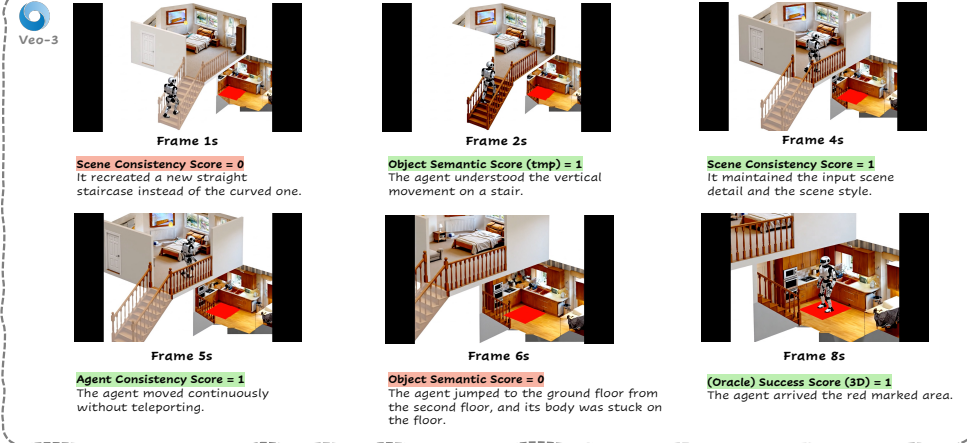 Veo-3
Frame 1s
Scene Consistency Score = 0
It recreated a new straight
staircase instead of the curved one.
Frame 2s
Object Semantic Score (tmp) = 1
The agent understood the vertical
movement on a stair.
Frame 4s
Scene Consistency Score = 1
It maintained the input scene
detail and the scene style.
Frame 5s
Agent Consistency Score = 1
The agent moved continuously
without teleporting.
Frame 6s
Object Semantic Score = 0
The agent jumped to the ground floor from
the second floor, and its body was stuck on
the floor.
Frame 8s
(Oracle) Success Score (3D) = 1
The agent arrived the red marked area.